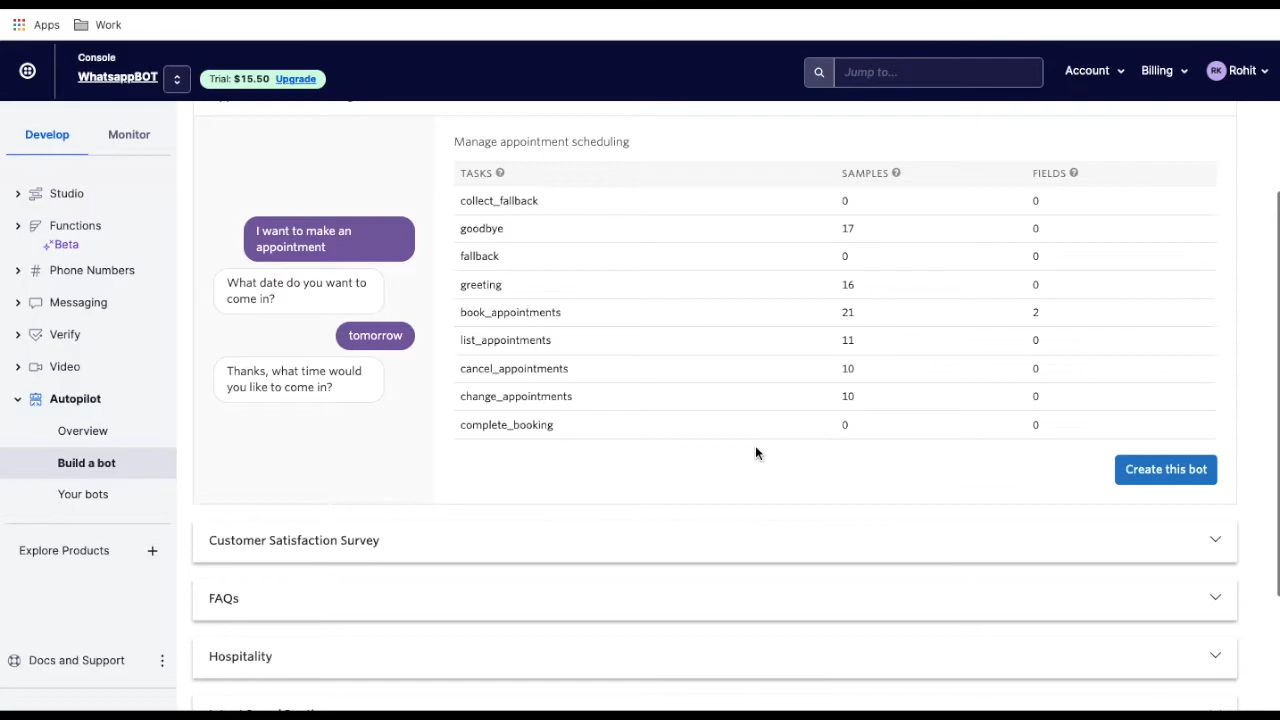 Apps Work
Console
WhatsappBOT
Trial: $15.50 Upgrade
Jump to...
Account Billing RK Rohit
Develop Monitor
Studio
Functions
Beta
Phone Numbers
Messaging
Verify
Video
Autopilot
Overview
Build a bot
Your bots
Explore Products
Docs and Support
I want to make an
appointment
What date do you want to
come in?
tomorrow
Thanks, what time would
you like to come in?
Manage appointment scheduling
TASKS SAMPLES FIELDS
collect_fallback 0 0
goodbye 17 0
fallback 0 0
greeting 16 0
book_appointments 21 2
list_appointments 11 0
cancel_appointments 10 0
change_appointments 10 0
complete_booking 0 0
Create this bot
Customer Satisfaction Survey
FAQs
Hospitality